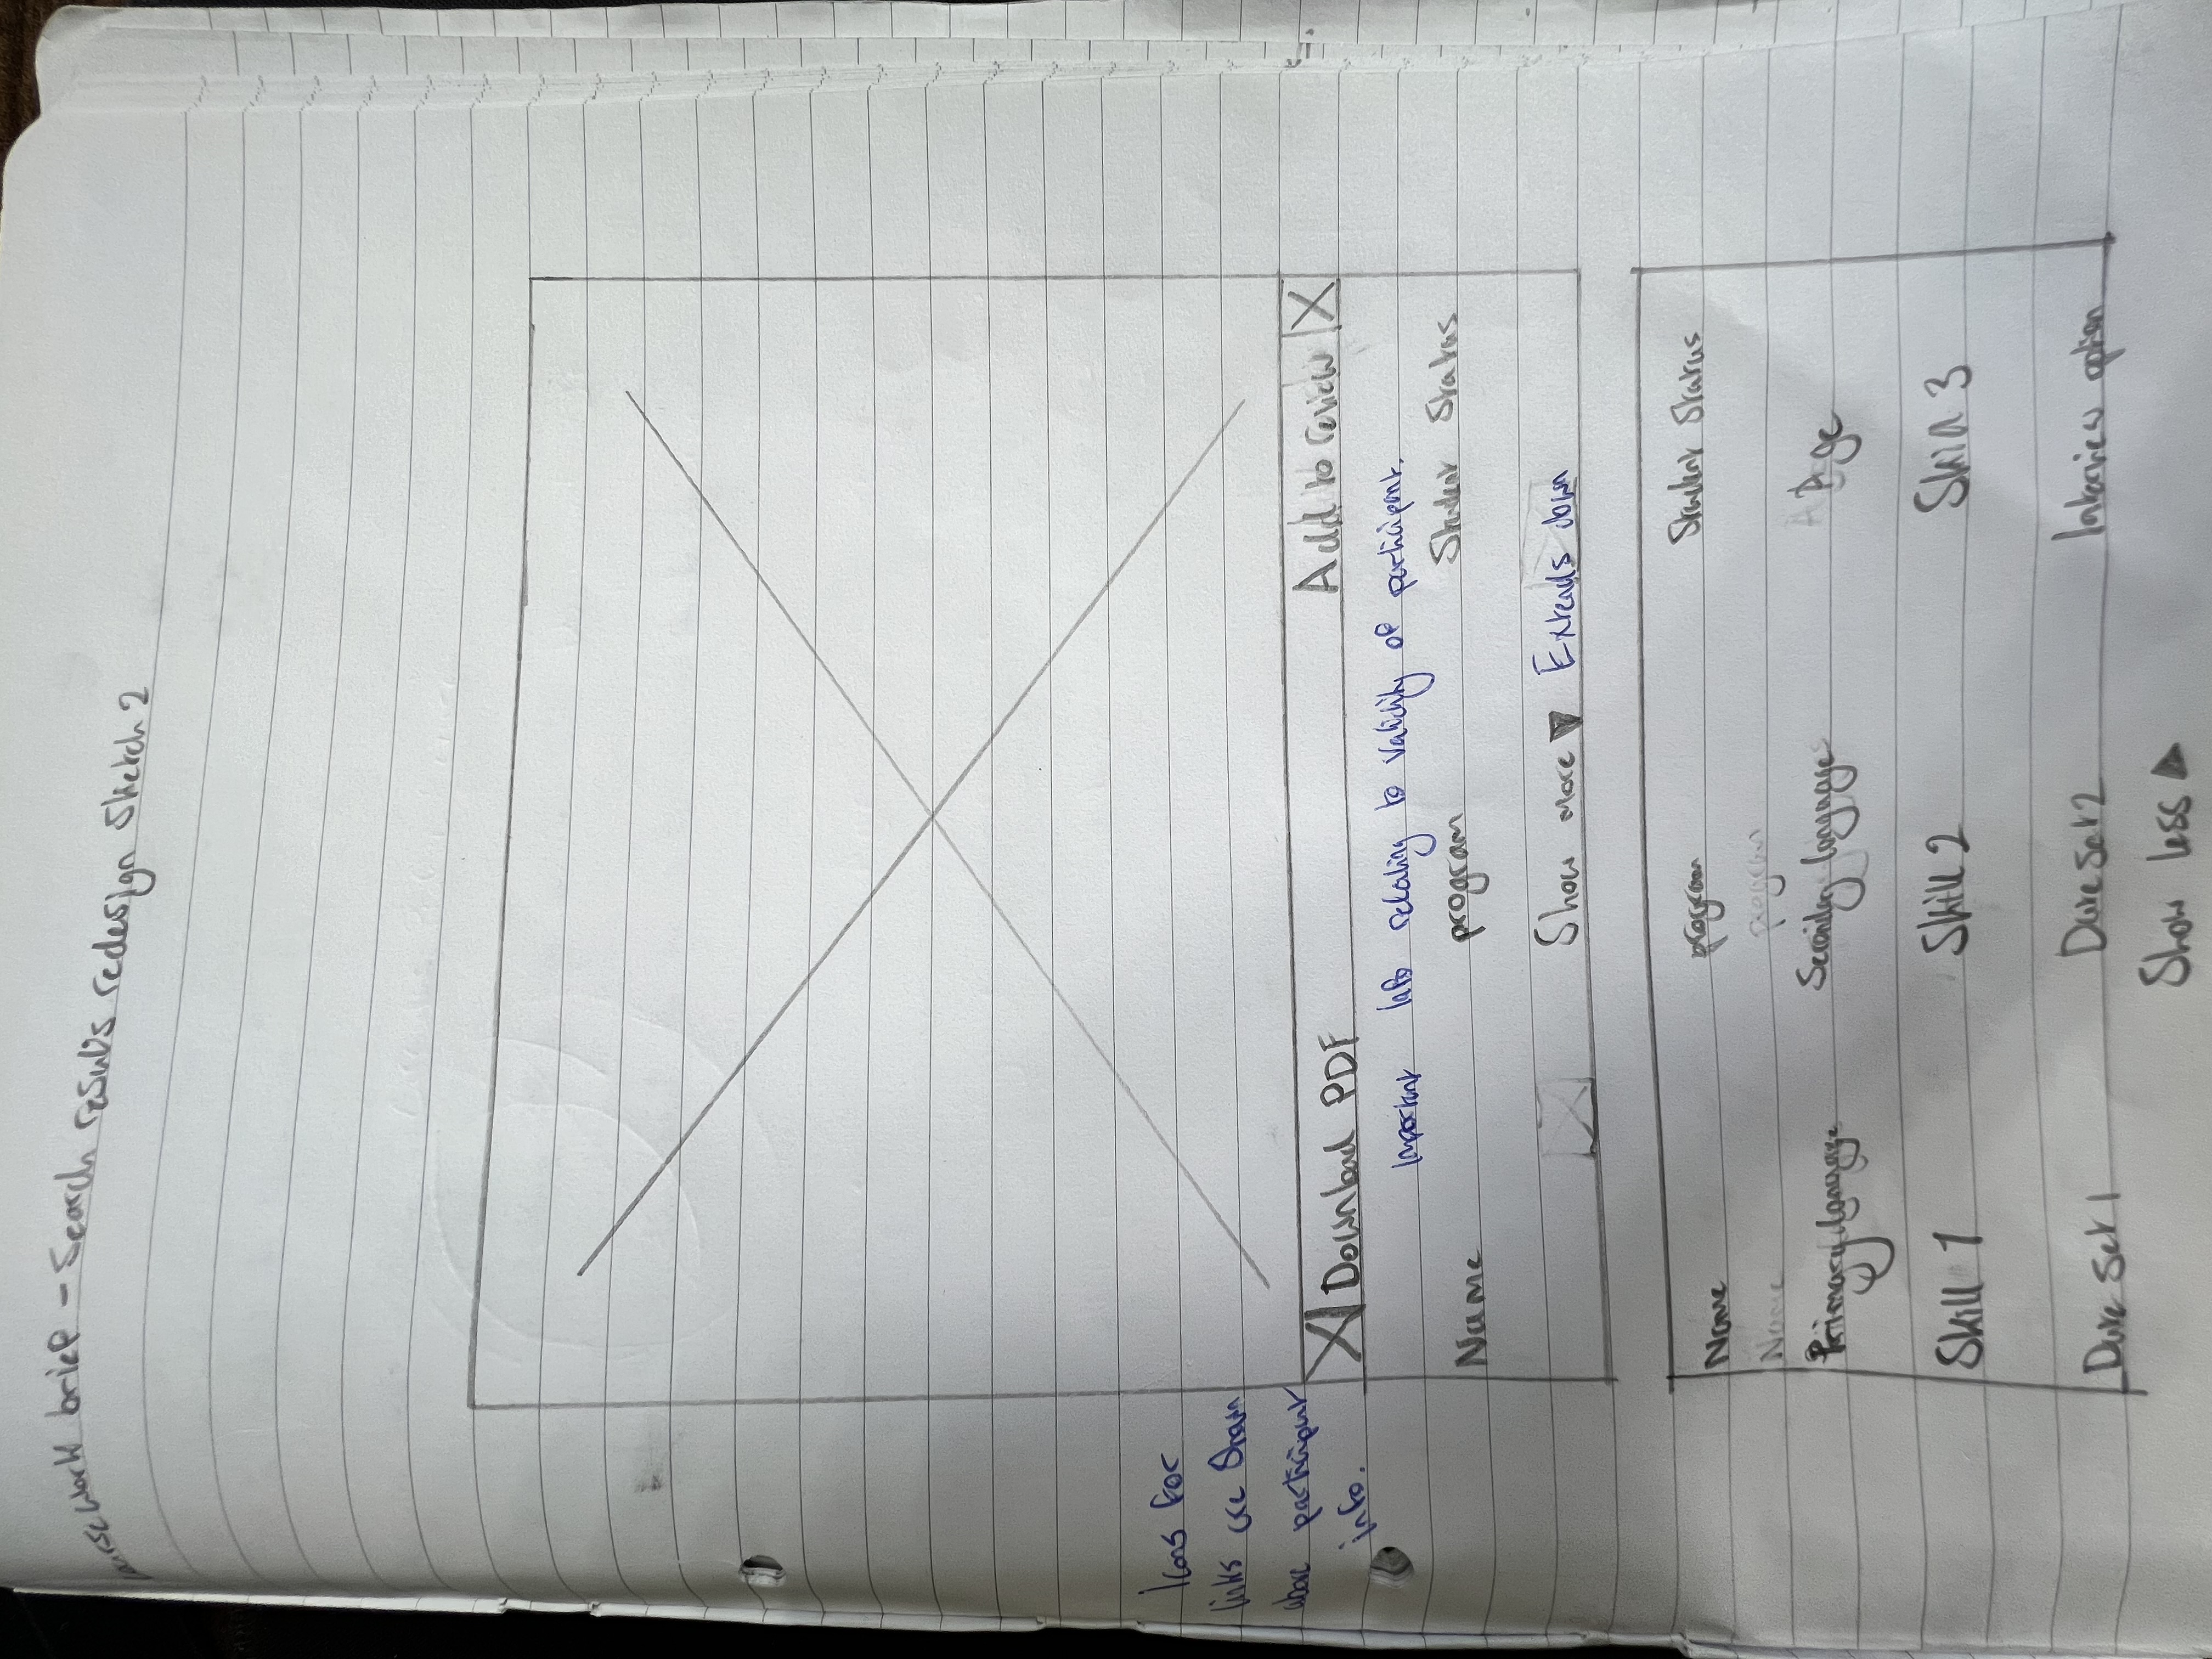 Coursework brief - Search results redesign Sketch 2
Icons for
links are shown
above participant
info.
Download PDF Add to review
Important info relating to validity of participant.
Name program Student Status
Show more ▼ Extends down
Name program Student Status
Name program
Primary langage Secondary language Age
Skill 1 Skill 2 Skill 3
Date Set 1 Date Set 2 Interview option
Show less ▲